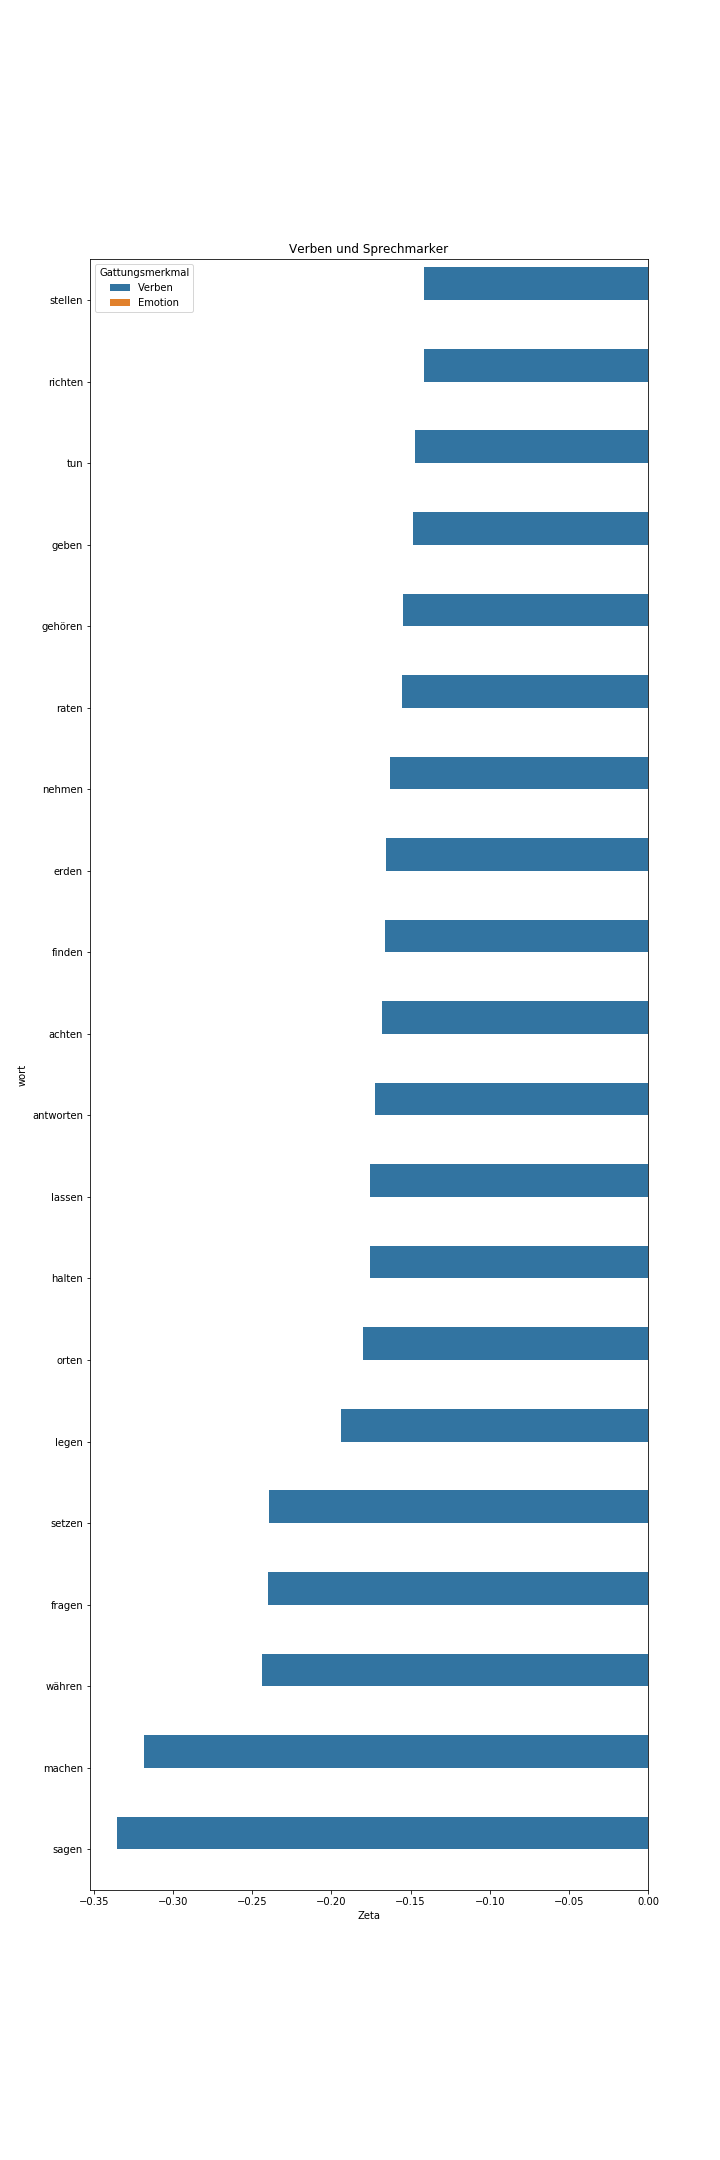 Verben und Sprechmarker
Gattungsmerkmal
Verben
Emotion
stellen
richten
tun
geben
gehören
raten
nehmen
erden
finden
achten
wort
antworten
lassen
halten
orten
legen
setzen
fragen
währen
machen
sagen
−0.35 −0.30 −0.25 −0.20 −0.15 −0.10 −0.05 0.00
Zeta